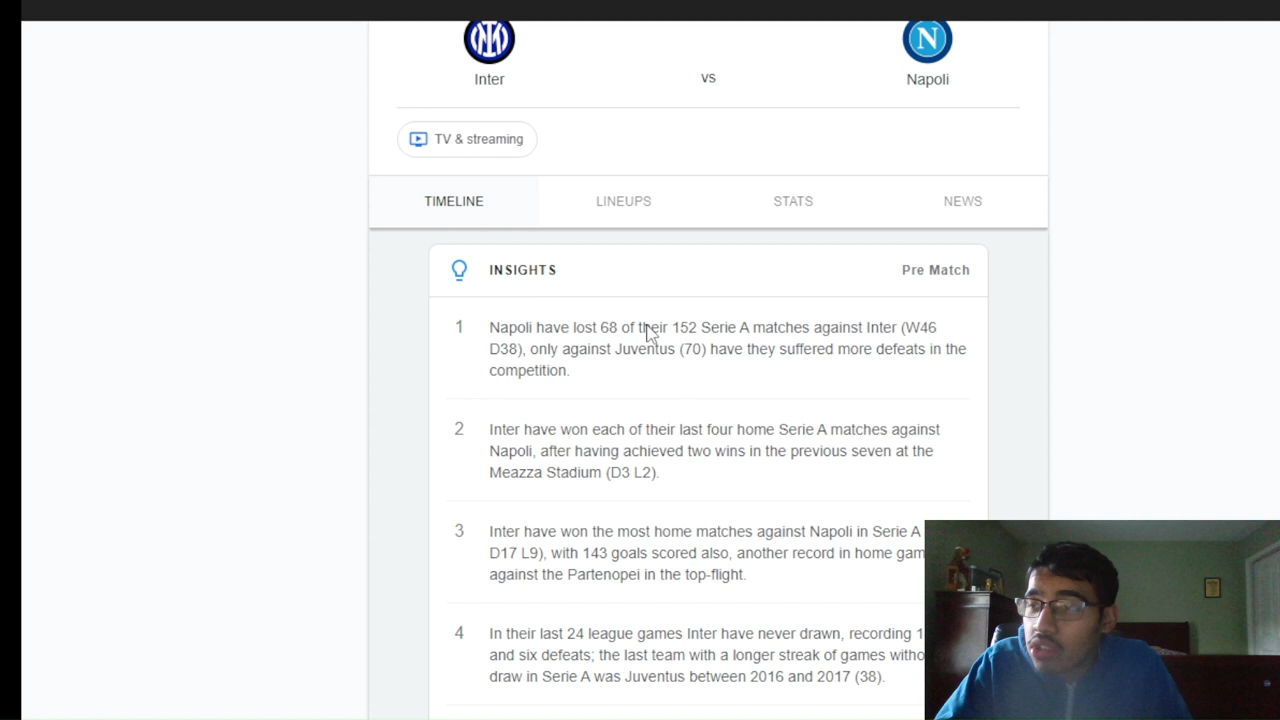 Inter
VS
N
Napoli
TV & streaming
TIMELINE
LINEUPS
STATS
NEWS
INSIGHTS
Pre Match
1
Napoli have lost 68 of their 152 Serie A matches against Inter (W46
D38), only against Juventus (70) have they suffered more defeats in the
competition.
2
Inter have won each of their last four home Serie A matches against
Napoli, after having achieved two wins in the previous seven at the
Meazza Stadium (D3 L2).
3
Inter have won the most home matches against Napoli in Serie A
D17 L9), with 143 goals scored also, another record in home gam
against the Partenopei in the top-flight.
4
In their last 24 league games Inter have never drawn, recording 1
and six defeats; the last team with a longer streak of games witho
draw in Serie A was Juventus between 2016 and 2017 (38).